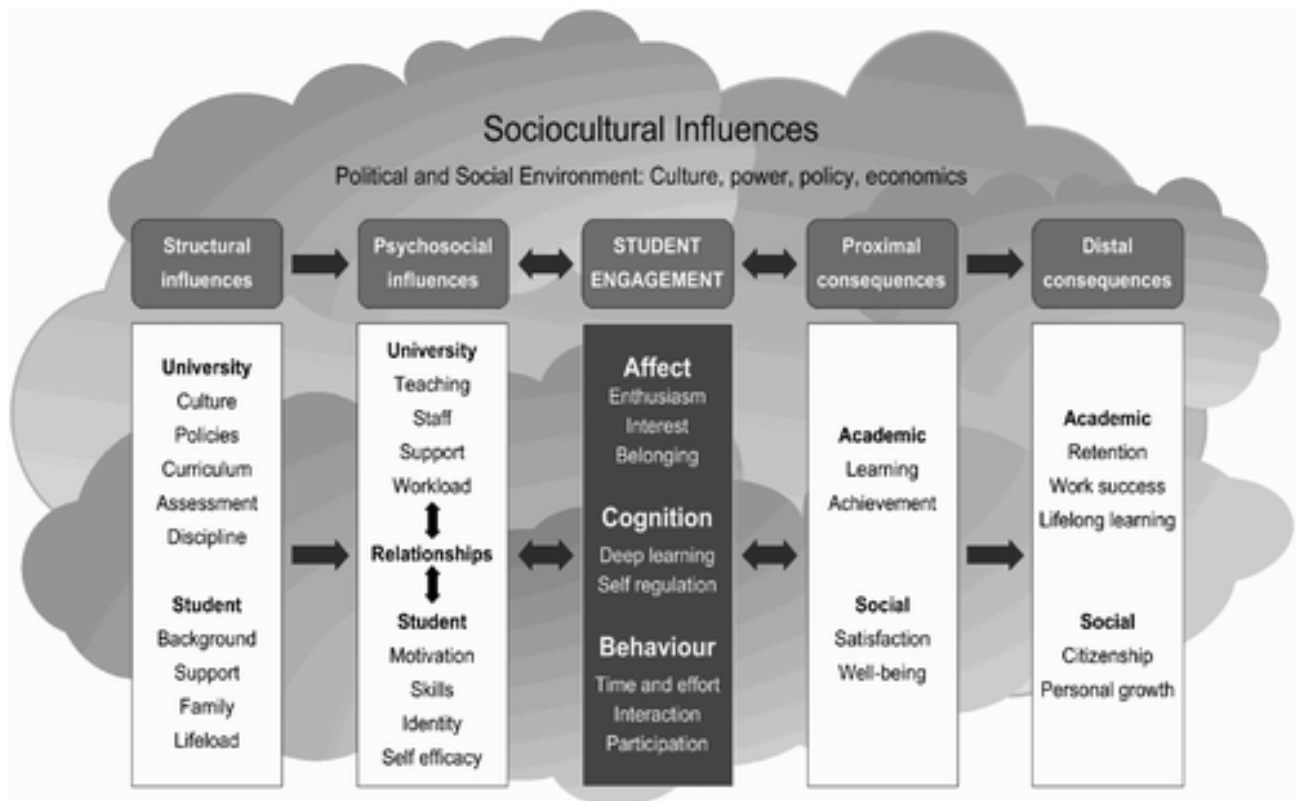 Sociocultural Influences
Political and Social Environment: Culture, power, policy, economics
Structural
influences
Psychosocial
influences
STUDENT
ENGAGEMENT
Proximal
consequences
Distal
consequences
University
Culture
Policies
Curriculum
Assessment
Discipline
Student
Background
Support
Family
Lifeload
University
Teaching
Staff
Support
Workload
Relationships
Student
Motivation
Skills
Identity
Self efficacy
Affect
Enthusiasm
Interest
Belonging
Cognition
Deep learning
Self regulation
Behaviour
Time and effort
Interaction
Participation
Academic
Learning
Achievement
Social
Satisfaction
Well-being
Academic
Retention
Work success
Lifelong learning
Social
Citizenship
Personal growth